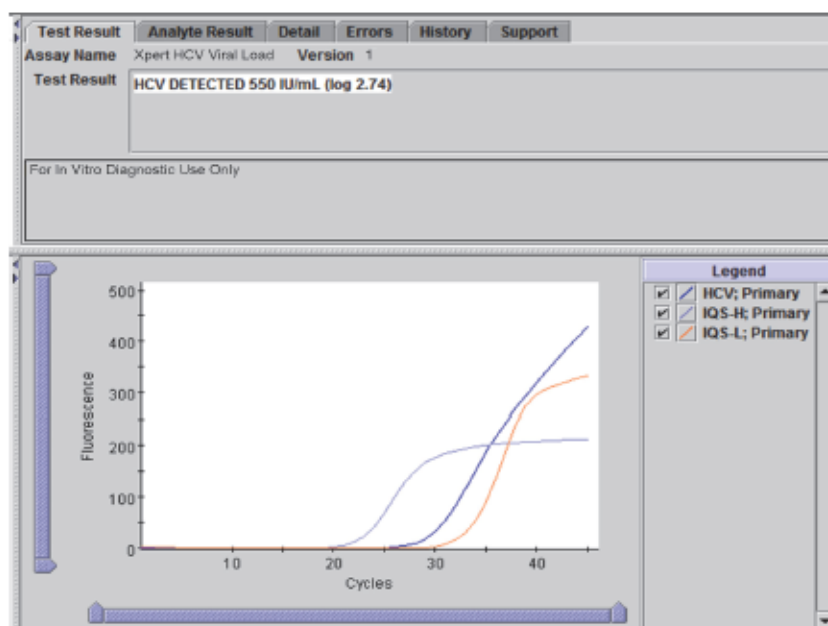 Test Result Analyte Result Detail Errors History Support
Assay Name Xpert HCV Viral Load Version 1
Test Result HCV DETECTED 550 IU/mL (log 2.74)
For In Vitro Diagnostic Use Only
Legend
HCV; Primary
IQS-H; Primary
IQS-L; Primary
500
400
300
200
100
0
Fluorescence
10 20 30 40
Cycles